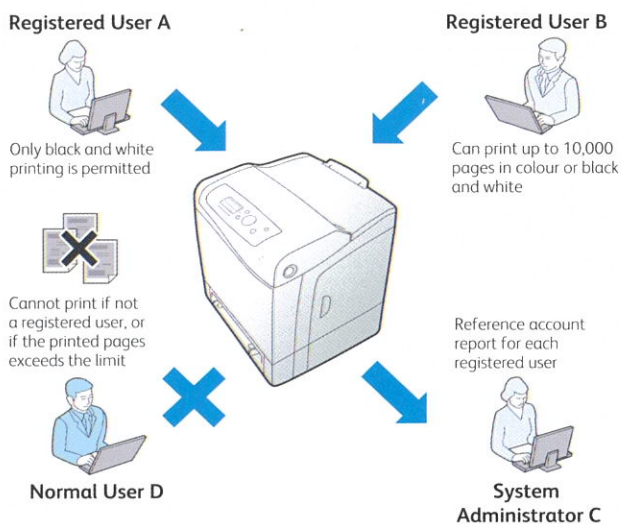 Registered User A
Only black and white
printing is permitted
Registered User B
Can print up to 10,000
pages in colour or black
and white
Cannot print if not
a registered user, or
if the printed pages
exceeds the limit
Normal User D
Reference account
report for each
registered user
System
Administrator C